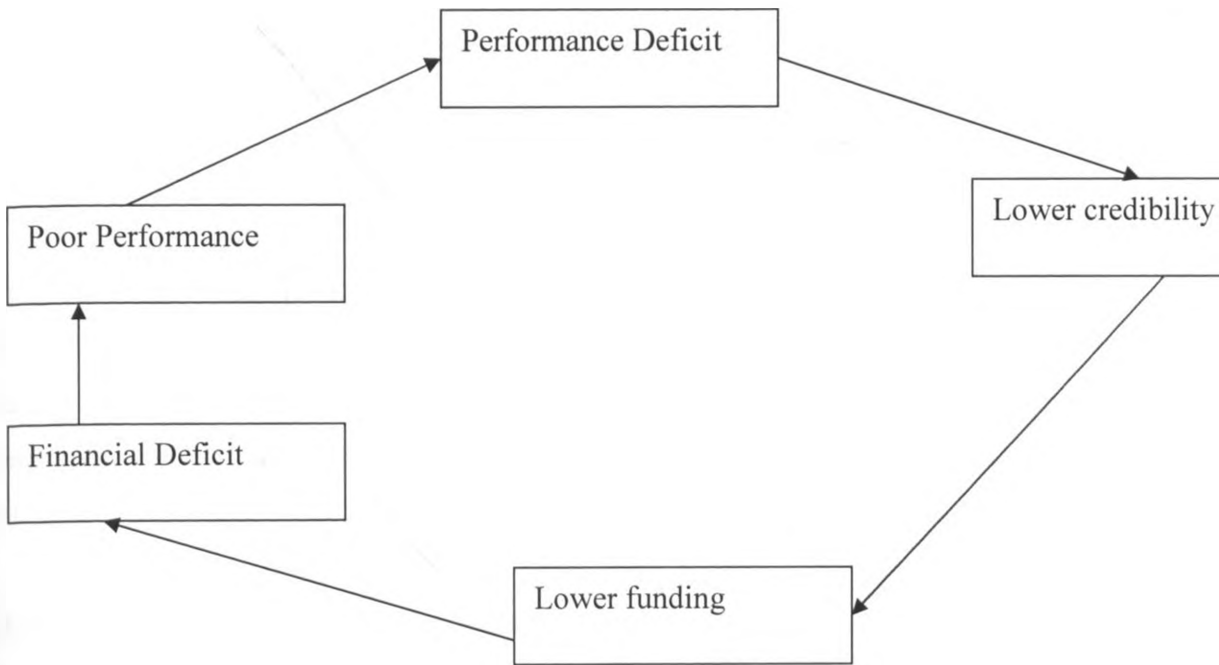 Performance Deficit
Lower credibility
Poor Performance
Financial Deficit
Lower funding